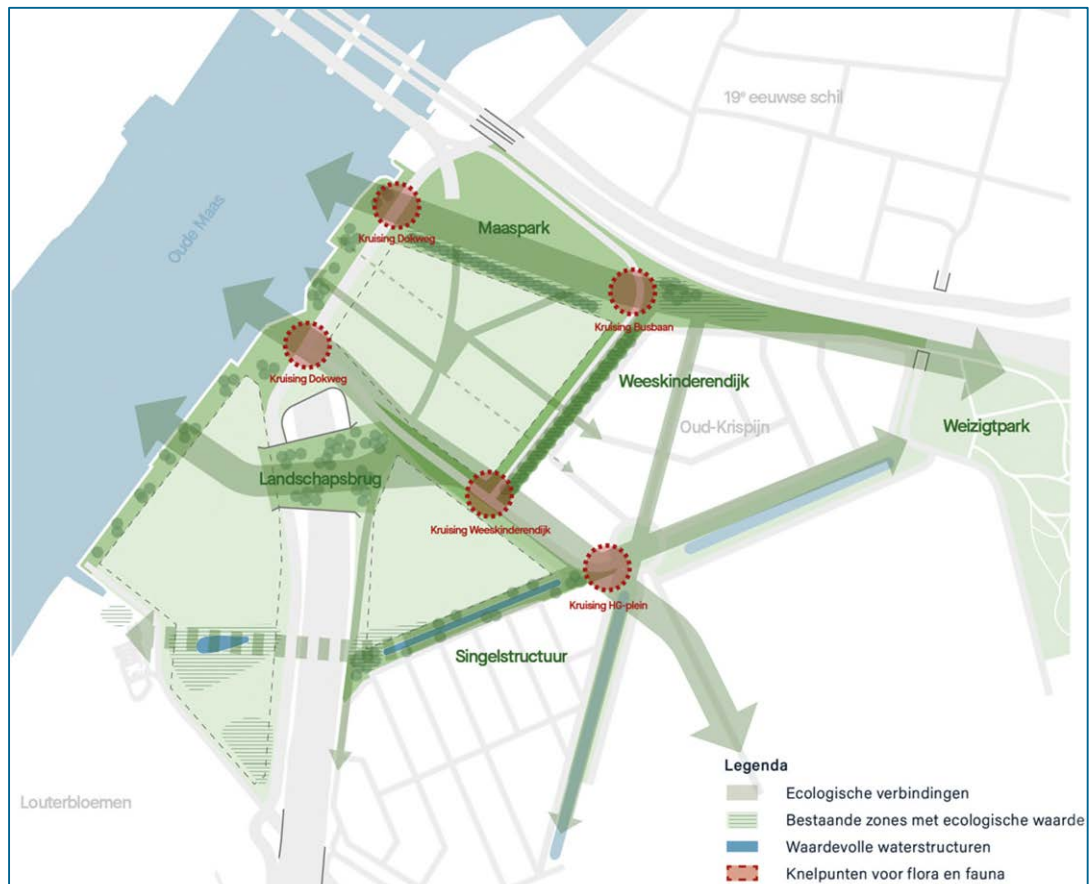 19e eeuwse schil
Oude Maas
Maaspark
Kruising Dokweg
Kruising Busbaan
Kruising Dokweg
Weeskinderendijk
Oud-Krispijn
Weizigtpark
Landschapsbrug
Kruising Weeskinderendijk
Kruising HG-plein
Singelstructuur
Louterbloemen
Legenda
Ecologische verbindingen
Bestaande zones met ecologische waarde
Waardevolle waterstructuren
Knelpunten voor flora en fauna